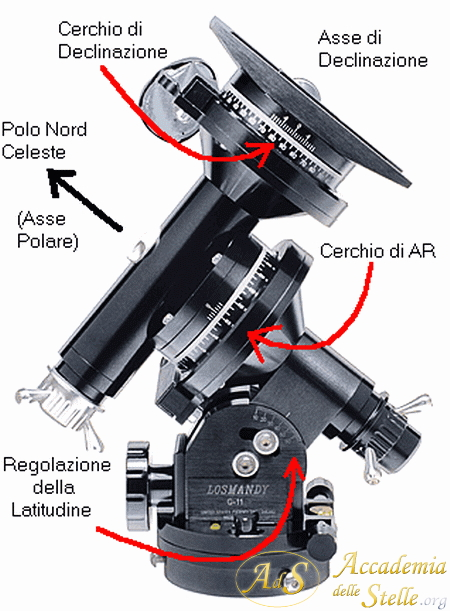 Cerchio di
Declinazione
Asse di
Declinazione
Polo Nord
Celeste
(Asse
Polare)
Cerchio di AR
Regolazione
della
Latitudine
LOSMANDY
G-11
AdS Accademia
delle
Stelle.org